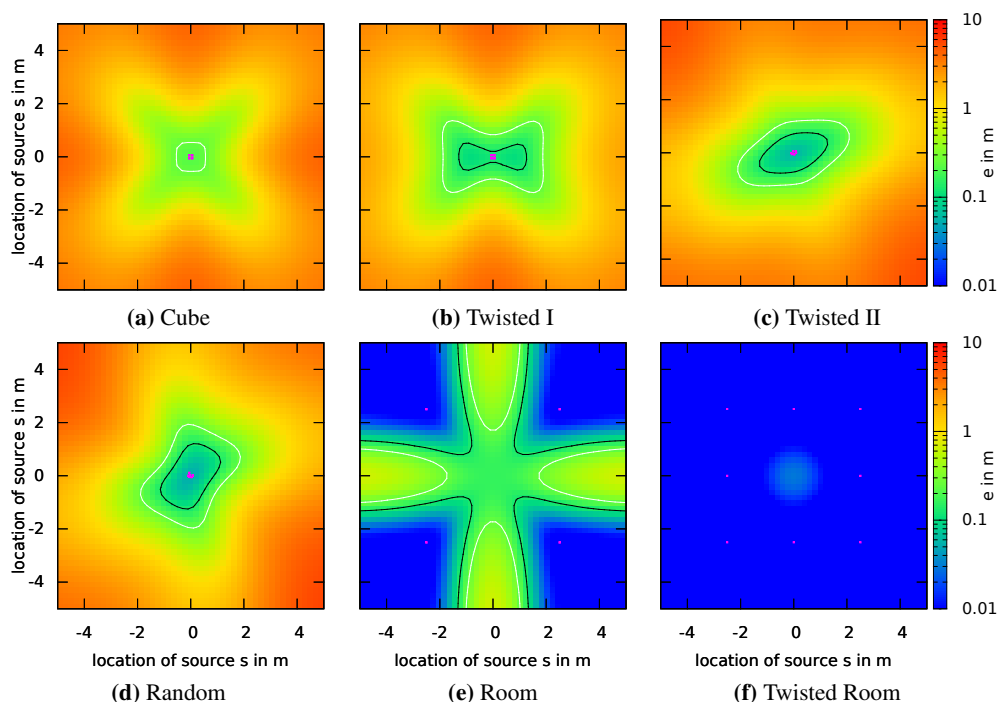 location of source s in m
4
2
0
-2
-4
(a) Cube
(b) Twisted I
(c) Twisted II
10
1
0.1
0.01
e in m
location of source s in m
4
2
0
-2
-4
-4 -2 0 2 4
location of source s in m
(d) Random
-4 -2 0 2 4
location of source s in m
(e) Room
-4 -2 0 2 4
location of source s in m
(f) Twisted Room
10
1
0.1
0.01
e in m